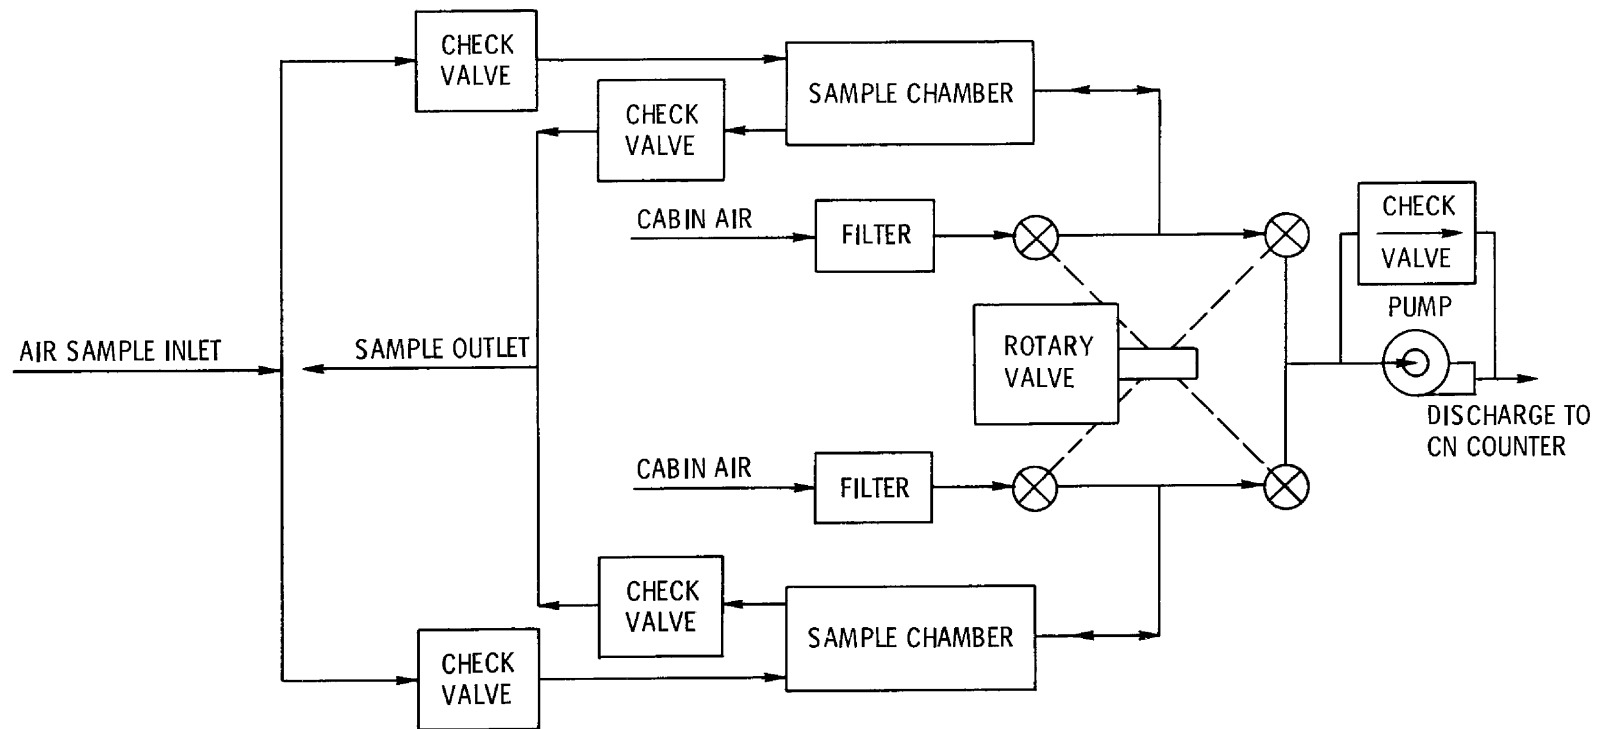 CHECK
VALVE
SAMPLE CHAMBER
CHECK
VALVE
CABIN AIR
FILTER
CHECK
VALVE
PUMP
AIR SAMPLE INLET
SAMPLE OUTLET
ROTARY
VALVE
DISCHARGE TO
CN COUNTER
CABIN AIR
FILTER
CHECK
VALVE
SAMPLE CHAMBER
CHECK
VALVE